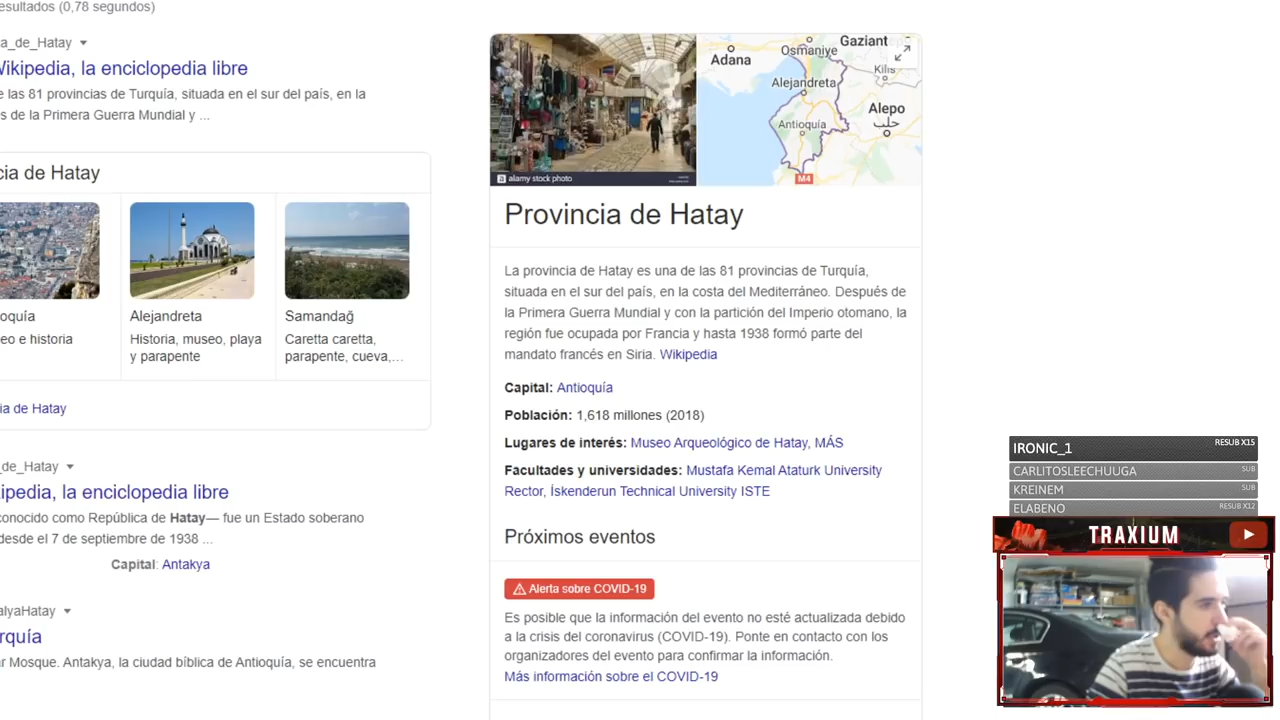 esultados (0,78 segundos)
a_de_Hatay
Wikipedia, la enciclopedia libre
e las 81 provincias de Turquía, situada en el sur del país, en la
s de la Primera Guerra Mundial y ...
cia de Hatay
oquía
eo e historia
Alejandreta
Historia, museo, playa
y parapente
Samandağ
Caretta caretta,
parapente, cueva,...
ia de Hatay
_de_Hatay
ipedia, la enciclopedia libre
conocido como República de Hatay— fue un Estado soberano
desde el 7 de septiembre de 1938 ...
Capital: Antakya
alyaHatay
rquía
ar Mosque. Antakya, la ciudad bíblica de Antioquía, se encuentra
a alamy stock photo
Adana
Osmaniye
Gaziant
Kilis
Alejandreta
Alepo
حلب
Antioquía
M4
Provincia de Hatay
La provincia de Hatay es una de las 81 provincias de Turquía,
situada en el sur del país, en la costa del Mediterráneo. Después de
la Primera Guerra Mundial y con la partición del Imperio otomano, la
región fue ocupada por Francia y hasta 1938 formó parte del
mandato francés en Siria. Wikipedia
Capital: Antioquía
Población: 1,618 millones (2018)
Lugares de interés: Museo Arqueológico de Hatay, MÁS
Facultades y universidades: Mustafa Kemal Ataturk University
Rector, İskenderun Technical University ISTE
Próximos eventos
Alerta sobre COVID-19
Es posible que la información del evento no esté actualizada debido
a la crisis del coronavirus (COVID-19). Ponte en contacto con los
organizadores del evento para confirmar la información.
Más información sobre el COVID-19
IRONIC_1 RESUB X15
CARLITOSLEECHUUGA SUB
KREINEM SUB
ELABENO RESUB X12
TRAXIUM